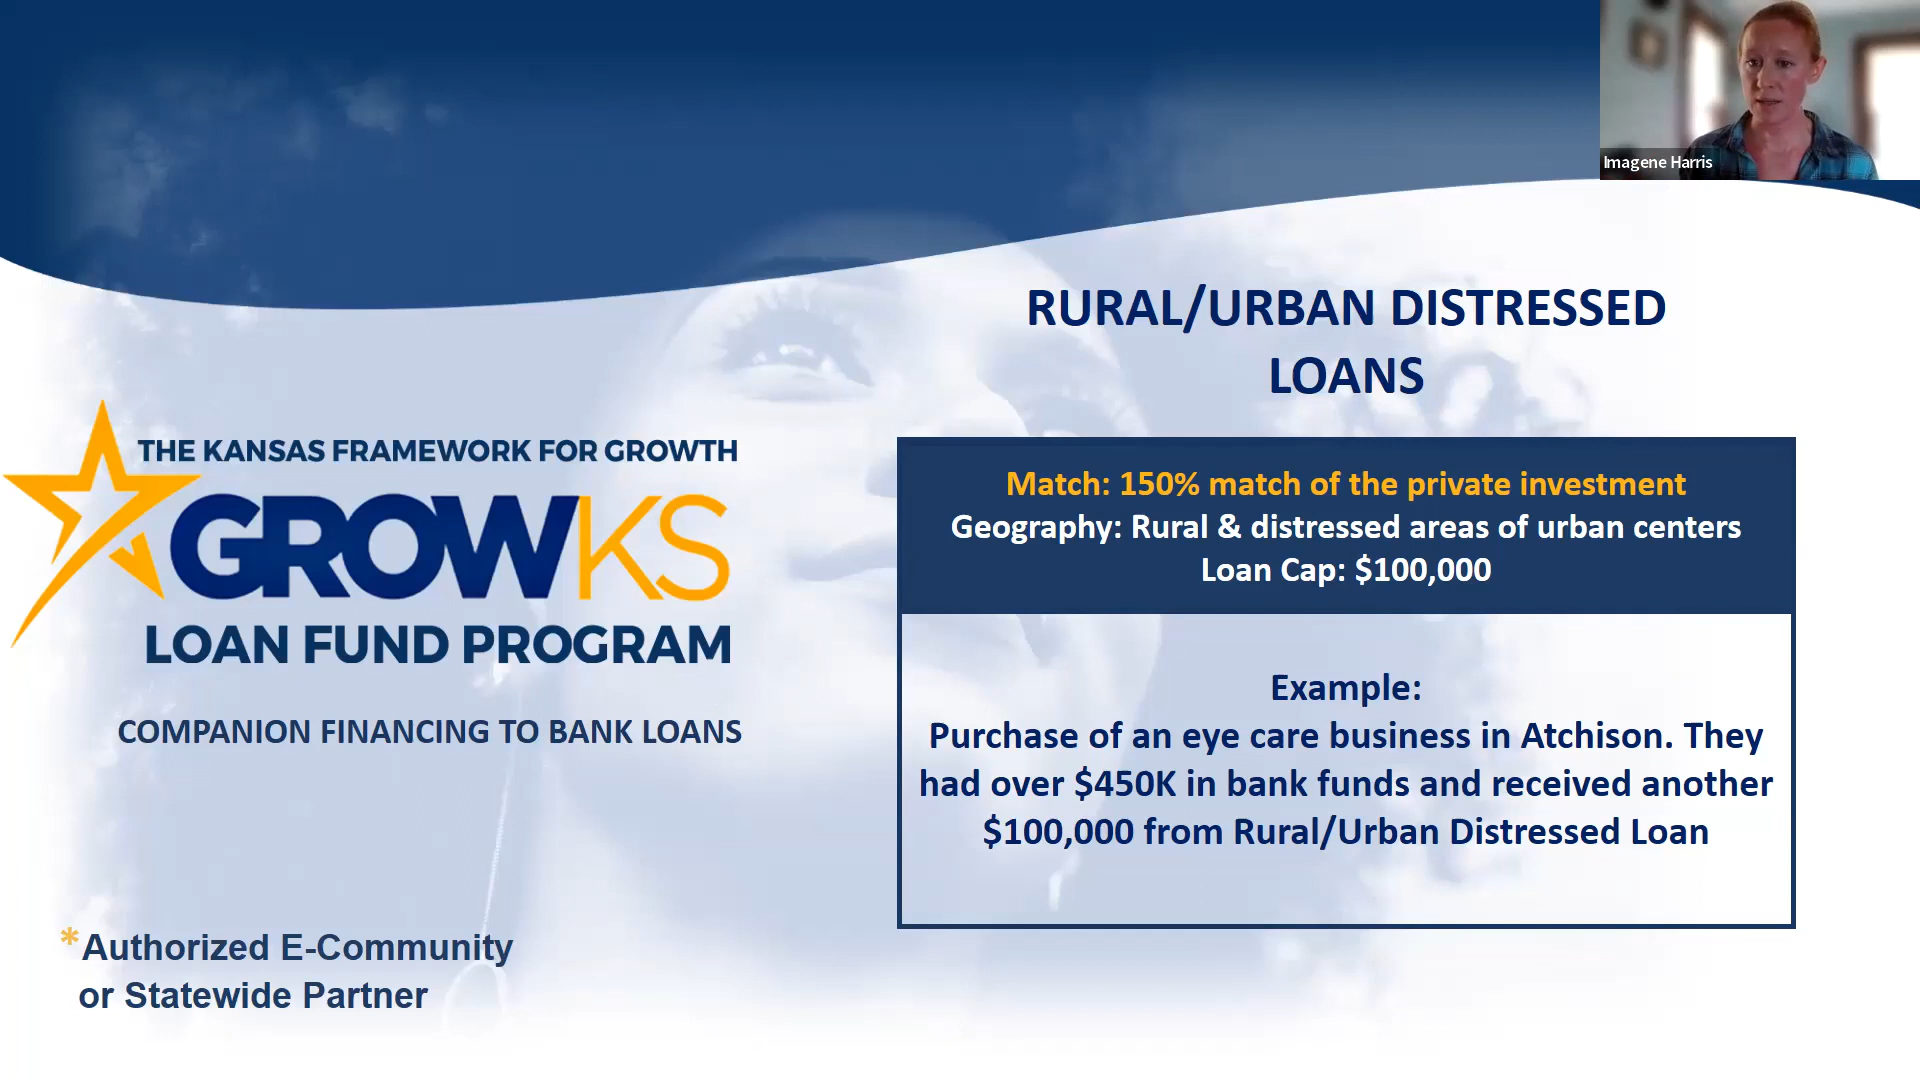 Imagene Harris
RURAL/URBAN DISTRESSED
LOANS
THE KANSAS FRAMEWORK FOR GROWTH
GROWKS
LOAN FUND PROGRAM
COMPANION FINANCING TO BANK LOANS
Match: 150% match of the private investment
Geography: Rural & distressed areas of urban centers
Loan Cap: $100,000
Example:
Purchase of an eye care business in Atchison. They
had over $450K in bank funds and received another
$100,000 from Rural/Urban Distressed Loan
*Authorized E-Community
or Statewide Partner